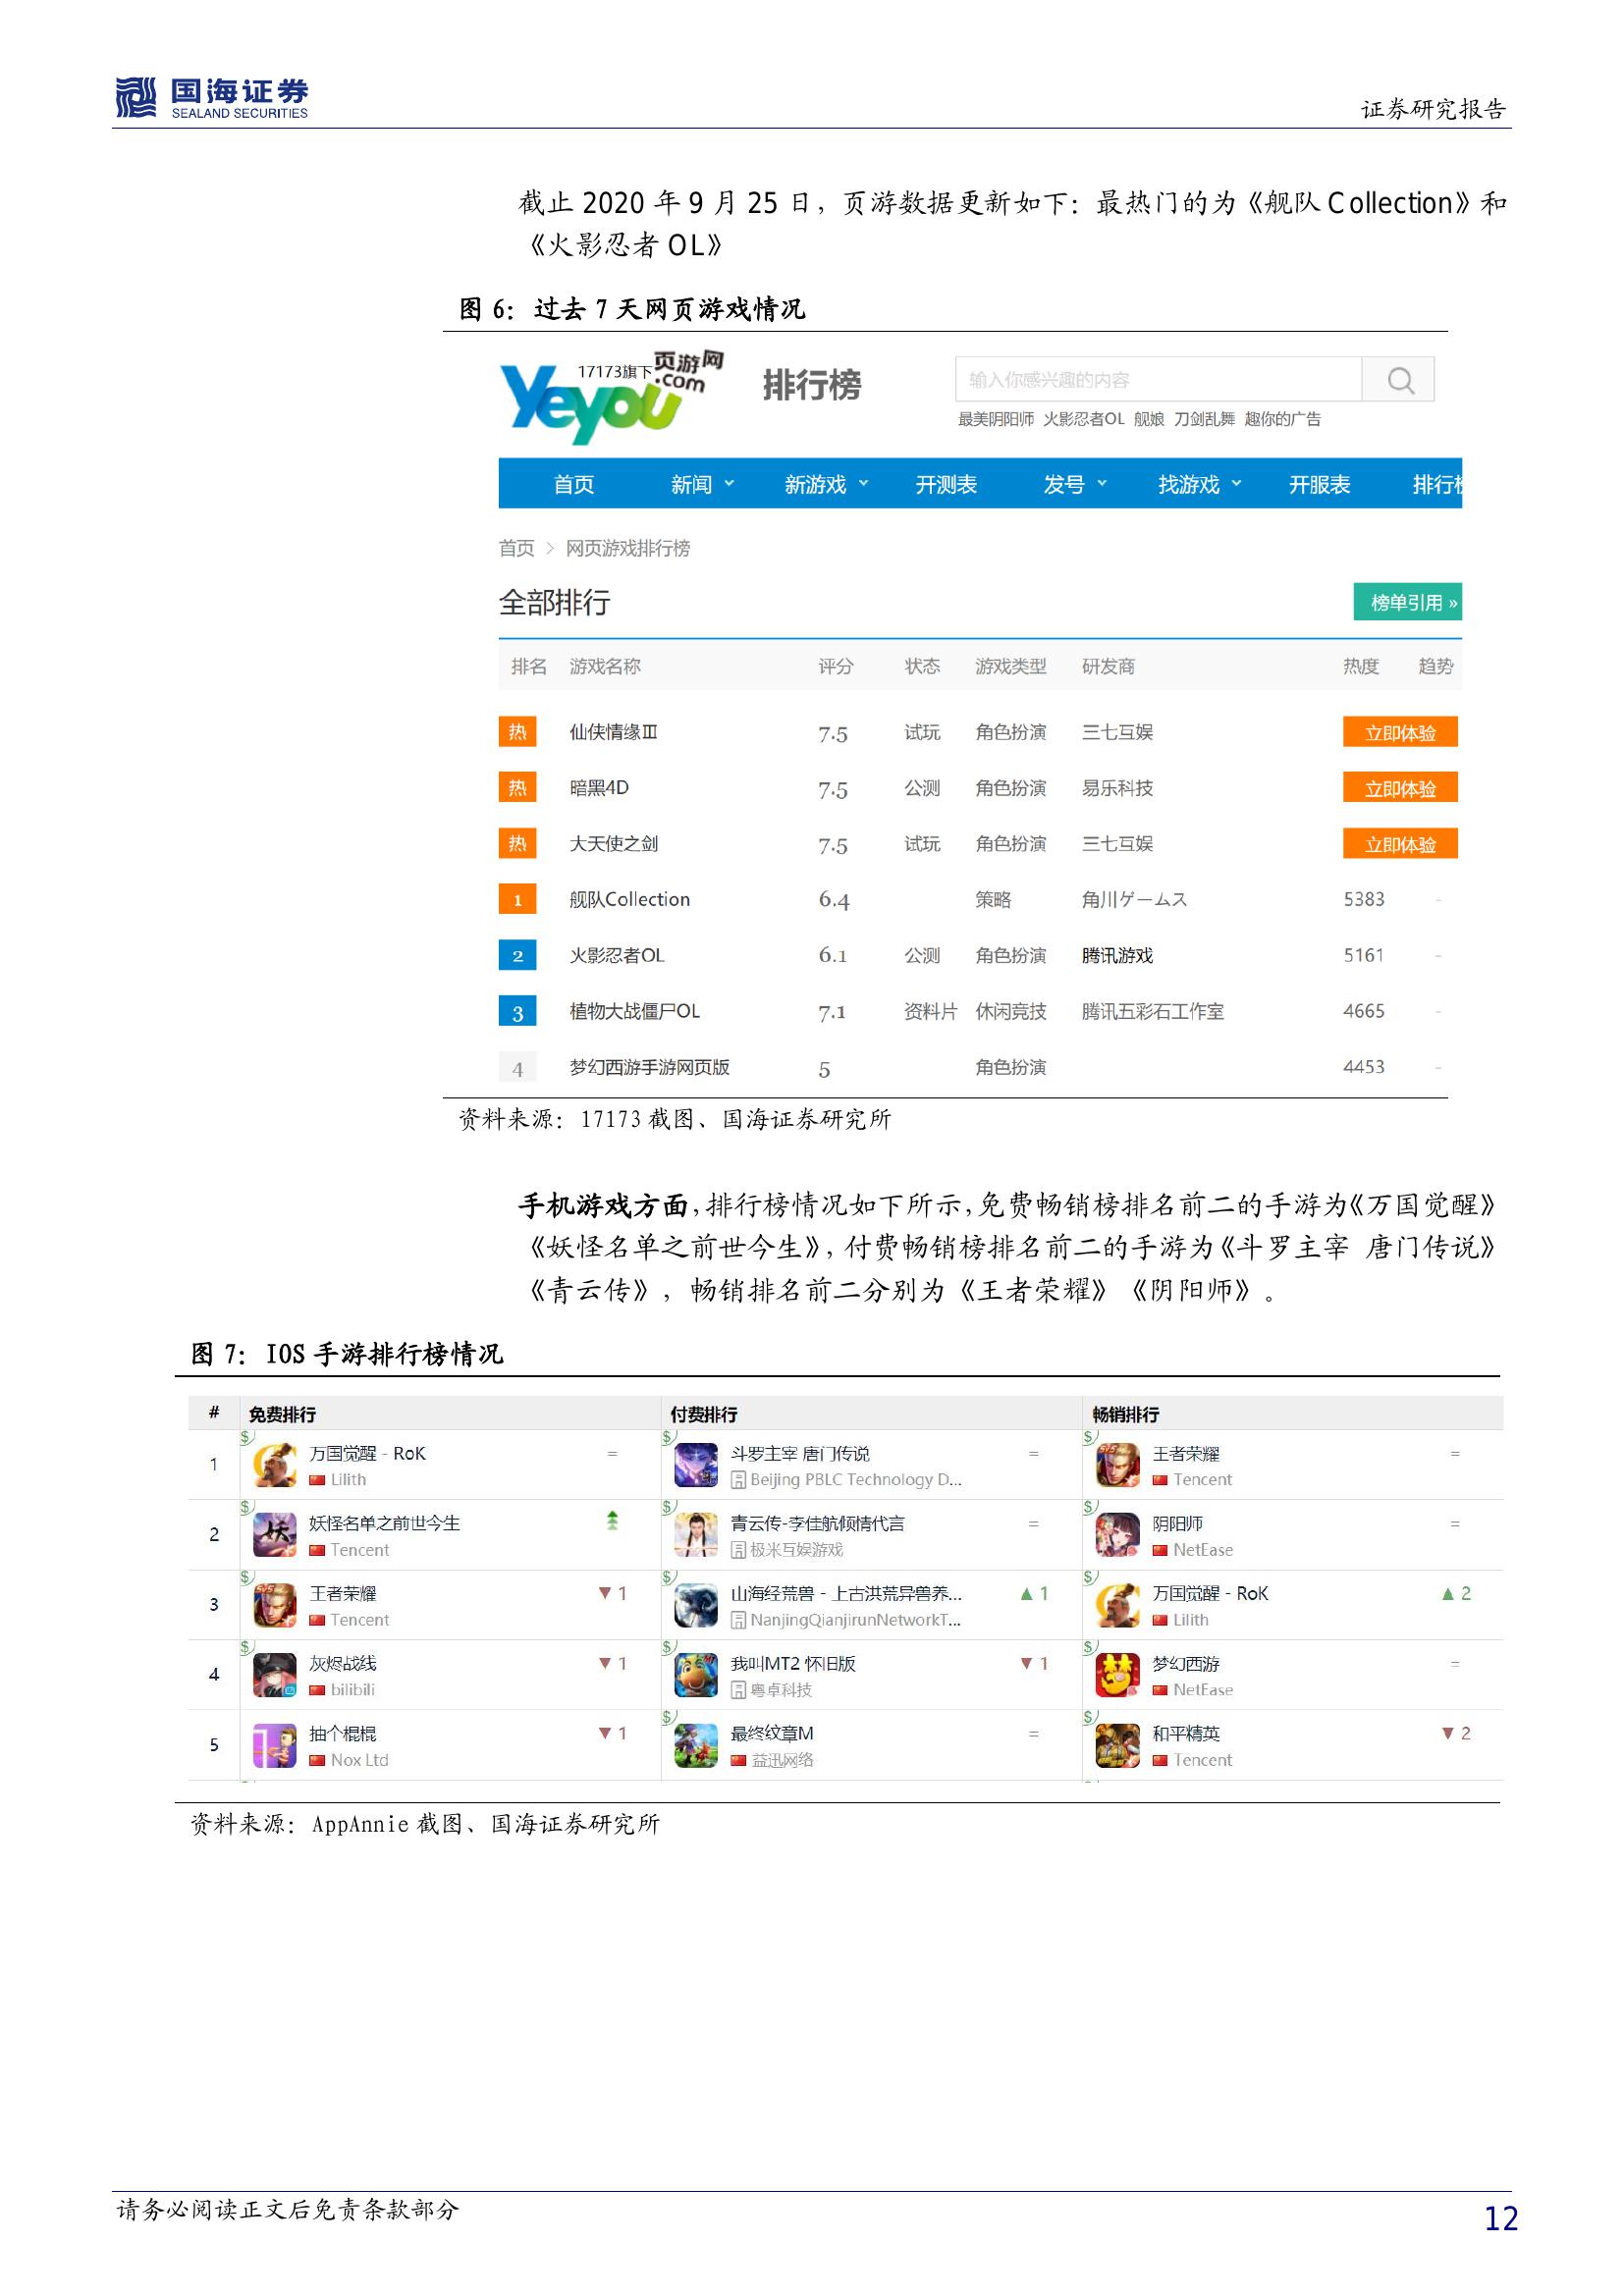 国海证券
SEALAND SECURITIES
证券研究报告
截止 2020 年 9 月 25 日，页游数据更新如下：最热门的为《舰队 Collection》和
《火影忍者 OL》
图 6：过去 7 天网页游戏情况
Yeyou 17173旗下 页游网 .com
排行榜
输入你感兴趣的内容
最美阴阳师 火影忍者OL 舰娘 刀剑乱舞 趣你的广告
首页 新闻 新游戏 开测表 发号 找游戏 开服表 排行榜
首页 > 网页游戏排行榜
全部排行 榜单引用 »
排名 游戏名称 评分 状态 游戏类型 研发商 热度 趋势
热 仙侠情缘Ⅲ 7.5 试玩 角色扮演 三七互娱 立即体验
热 暗黑4D 7.5 公测 角色扮演 易乐科技 立即体验
热 大天使之剑 7.5 试玩 角色扮演 三七互娱 立即体验
1 舰队Collection 6.4 策略 角川ゲームス 5383 -
2 火影忍者OL 6.1 公测 角色扮演 腾讯游戏 5161 -
3 植物大战僵尸OL 7.1 资料片 休闲竞技 腾讯五彩石工作室 4665 -
4 梦幻西游手游网页版 5 角色扮演 4453 -
资料来源：17173 截图、国海证券研究所
手机游戏方面，排行榜情况如下所示，免费畅销榜排名前二的手游为《万国觉醒》
《妖怪名单之前世今生》，付费畅销榜排名前二的手游为《斗罗主宰 唐门传说》
《青云传》，畅销排名前二分别为《王者荣耀》《阴阳师》。
图 7：IOS 手游排行榜情况
# 免费排行 付费排行 畅销排行
1 万国觉醒 - RoK = 斗罗主宰 唐门传说 = 王者荣耀 =
Lilith Beijing PBLC Technology D... Tencent
2 妖怪名单之前世今生 青云传-李佳航倾情代言 = 阴阳师 =
Tencent 极米互娱游戏 NetEase
3 王者荣耀 ▼1 山海经荒兽 - 上古洪荒异兽养... ▲1 万国觉醒 - RoK ▲2
Tencent NanjingQianjirunNetworkT... Lilith
4 灰烬战线 ▼1 我叫MT2 怀旧版 ▼1 梦幻西游 =
bilibili 粤卓科技 NetEase
5 抽个棍棍 ▼1 最终纹章M = 和平精英 ▼2
Nox Ltd 益迅网络 Tencent
资料来源：AppAnnie 截图、国海证券研究所
请务必阅读正文后免责条款部分
12